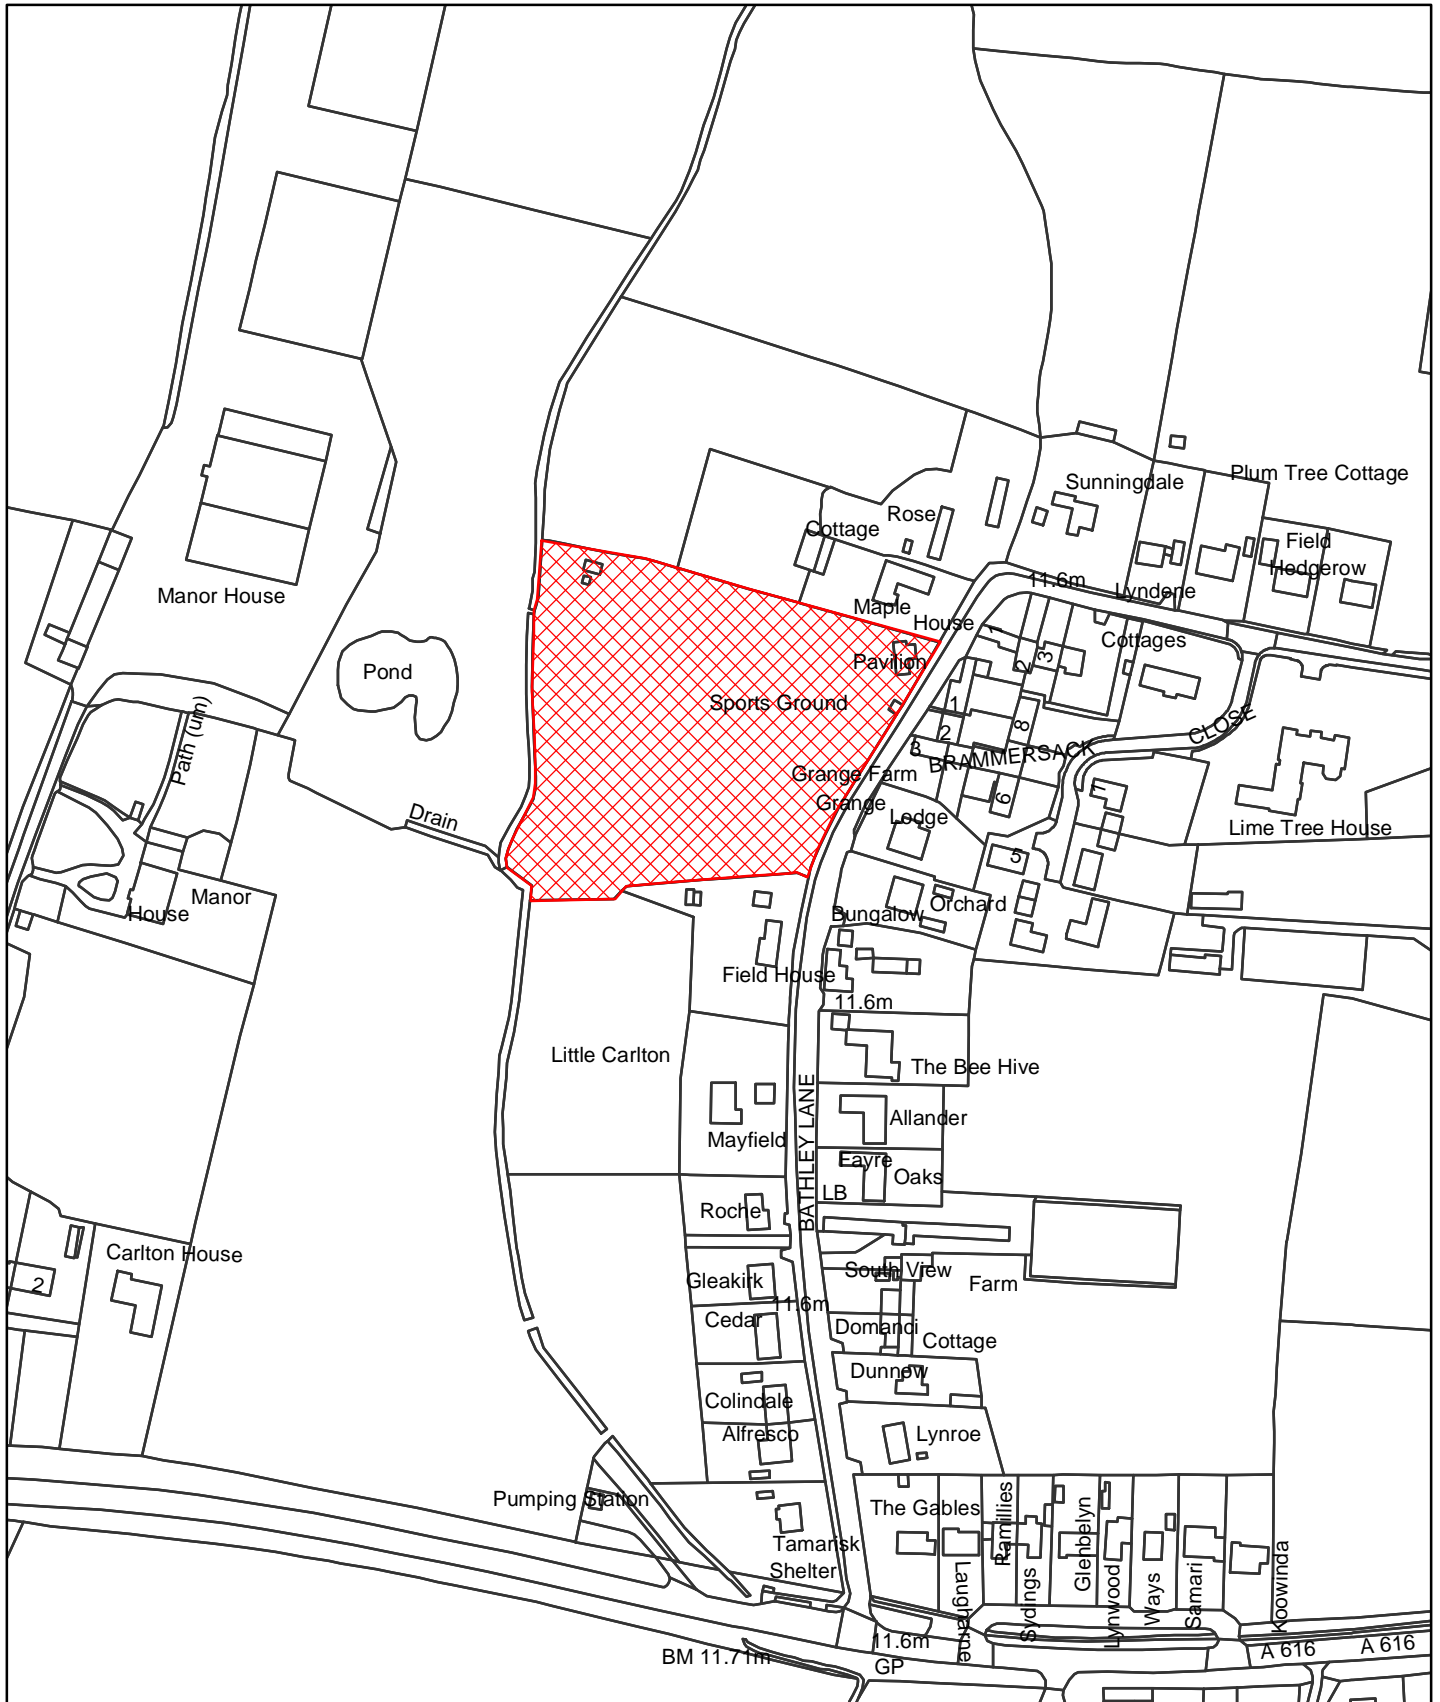 Plum Tree Cottage
Sunningdale
Rose
Cottage
Field
Hedgerow
11.6m
Lyndene
Manor House
Maple
House
1
2
3
Cottages
Pavilion
Pond
Sports Ground
Path (um)
1
2
3
8
BRAMMERSACK
CLOSE
Grange Farm
Grange
Lodge
6
1
Lime Tree House
Drain
5
Manor
House
Bungalow
Orchard
Field House
11.6m
Little Carlton
The Bee Hive
BATHLEY LANE
Allander
Mayfield
Fayre
Oaks
LB
Roche
Carlton House
2
Gleakirk
South View
Farm
11.6m
Cedar
Domanci
Cottage
Dunnow
Colindale
Alfresco
Lynroe
Pumping Station
The Gables
Tamarisk
Shelter
Laugharne
Ramillies
Sydings
Glenbelyn
Lynwood
Ways
Samari
Koowinda
11.6m
BM 11.71m
GP
A 616
A 616